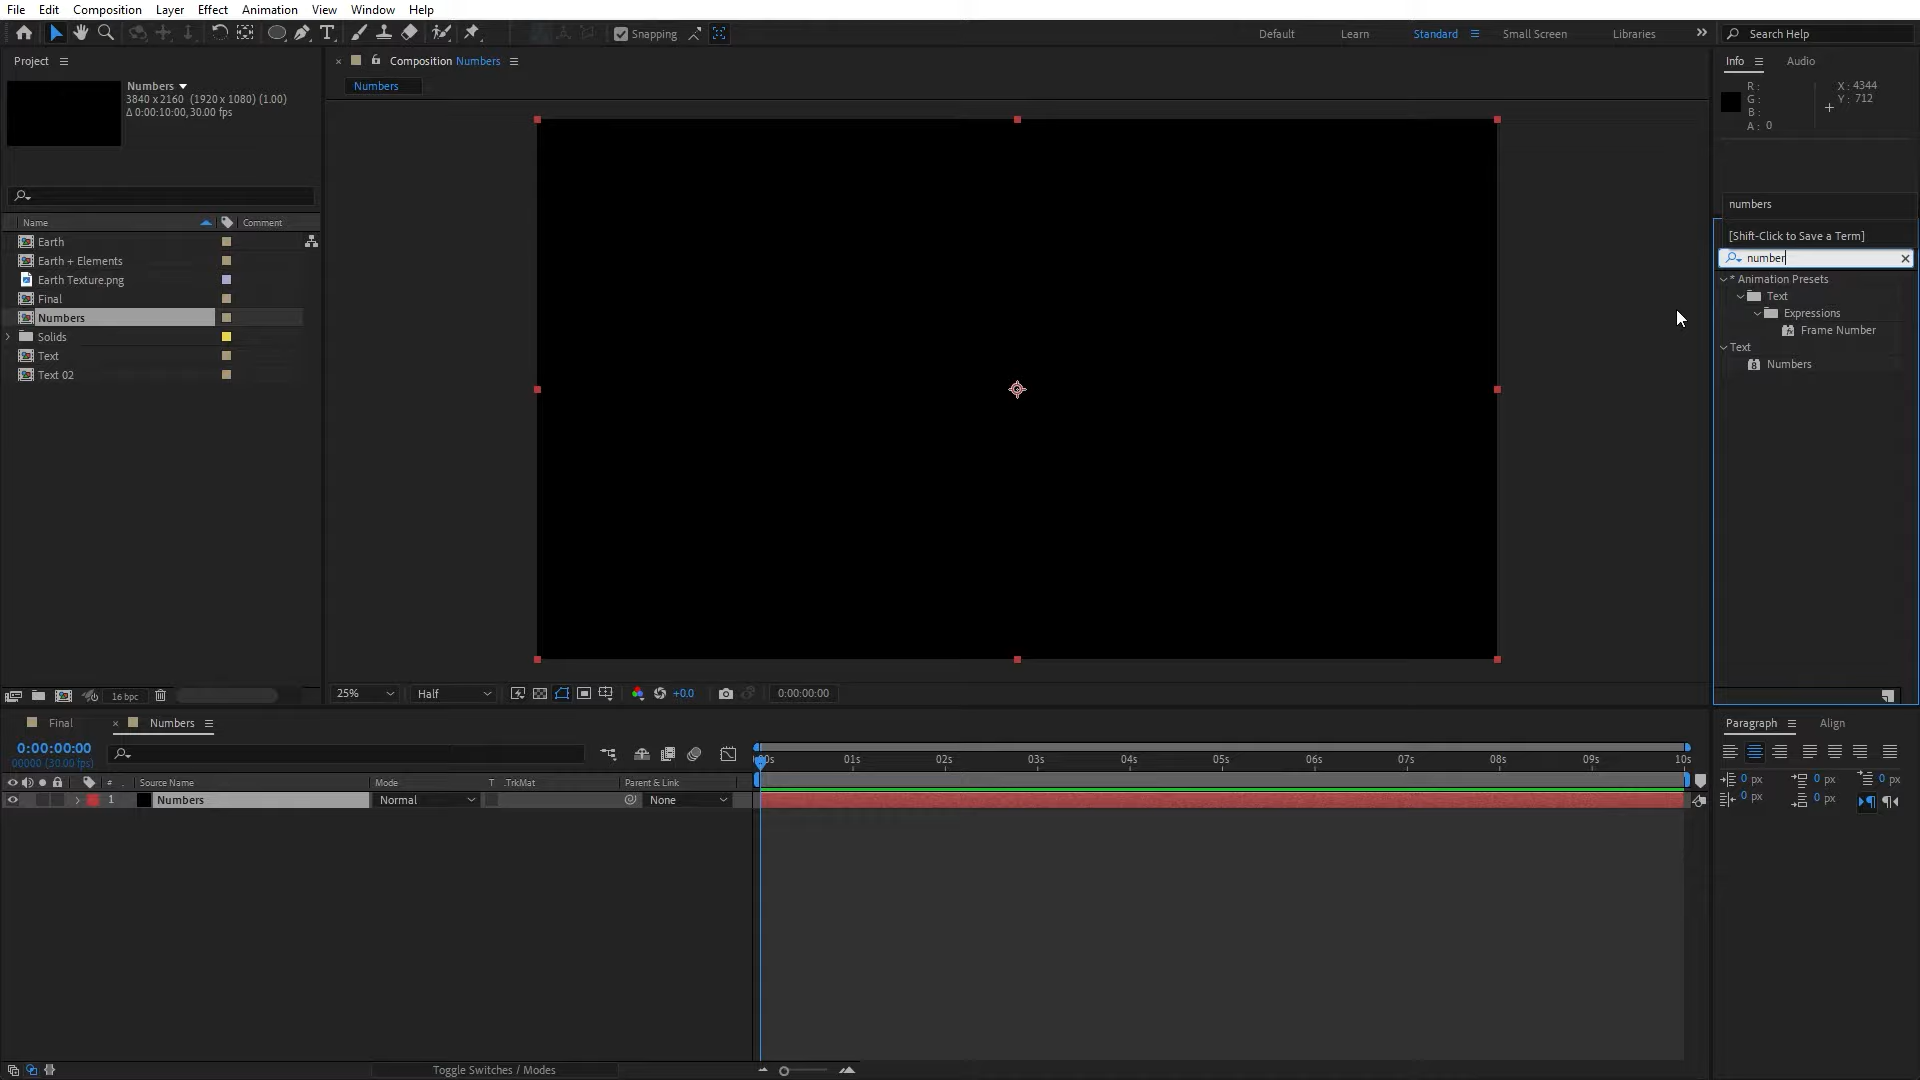 File Edit Composition Layer Effect Animation View Window Help
Snapping Default Learn Standard Small Screen Libraries Search Help
Project
Composition Numbers
Info Audio
Numbers
3840 x 2160 (1920 x 1080) (1.00)
Δ 0:00:10:00, 30.00 fps
Numbers
R :
G :
B :
A : 0
X : 4344
Y : 712
Name Comment
Earth
Earth + Elements
Earth Texture.png
Final
Numbers
Solids
Text
Text 02
numbers
[Shift-Click to Save a Term]
number
* Animation Presets
Text
Expressions
Frame Number
Text
Numbers
16 bpc
25% Half +0.0 0:00:00:00
Final Numbers
0:00:00:00
00000 (30.00 fps)
# Source Name Mode T .TrkMat Parent & Link
1 Numbers Normal None
:00s 01s 02s 03s 04s 05s 06s 07s 08s 09s 10s
Paragraph Align
0 px 0 px 0 px
0 px 0 px
Toggle Switches / Modes